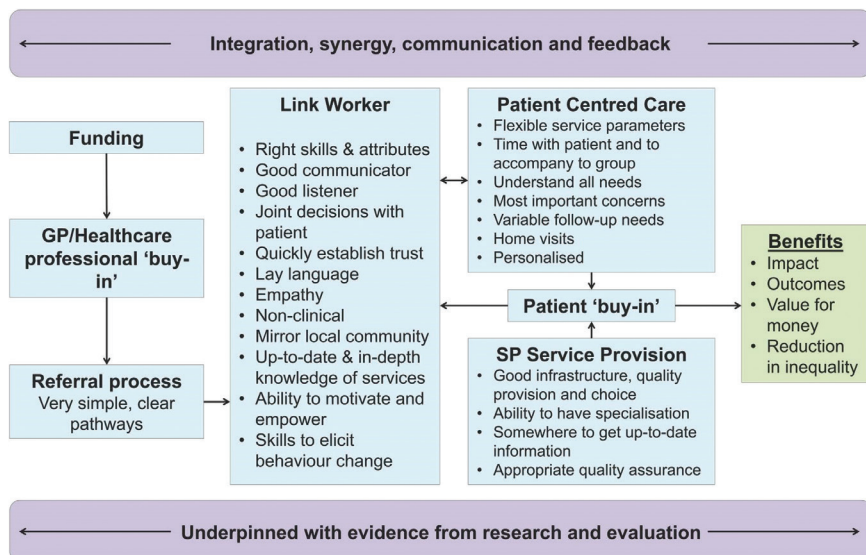 Integration, synergy, communication and feedback
Funding
GP/Healthcare
professional ‘buy-
in’
Referral process
Very simple, clear
pathways
Link Worker
• Right skills & attributes
• Good communicator
• Good listener
• Joint decisions with
patient
• Quickly establish trust
• Lay language
• Empathy
• Non-clinical
• Mirror local community
• Up-to-date & in-depth
knowledge of services
• Ability to motivate and
empower
• Skills to elicit
behaviour change
Patient Centred Care
• Flexible service parameters
• Time with patient and to
accompany to group
• Understand all needs
• Most important concerns
• Variable follow-up needs
• Home visits
• Personalised
Patient ‘buy-in’
SP Service Provision
• Good infrastructure, quality
provision and choice
• Ability to have specialisation
• Somewhere to get up-to-date
information
• Appropriate quality assurance
Benefits
• Impact
• Outcomes
• Value for
money
• Reduction
in inequality
Underpinned with evidence from research and evaluation